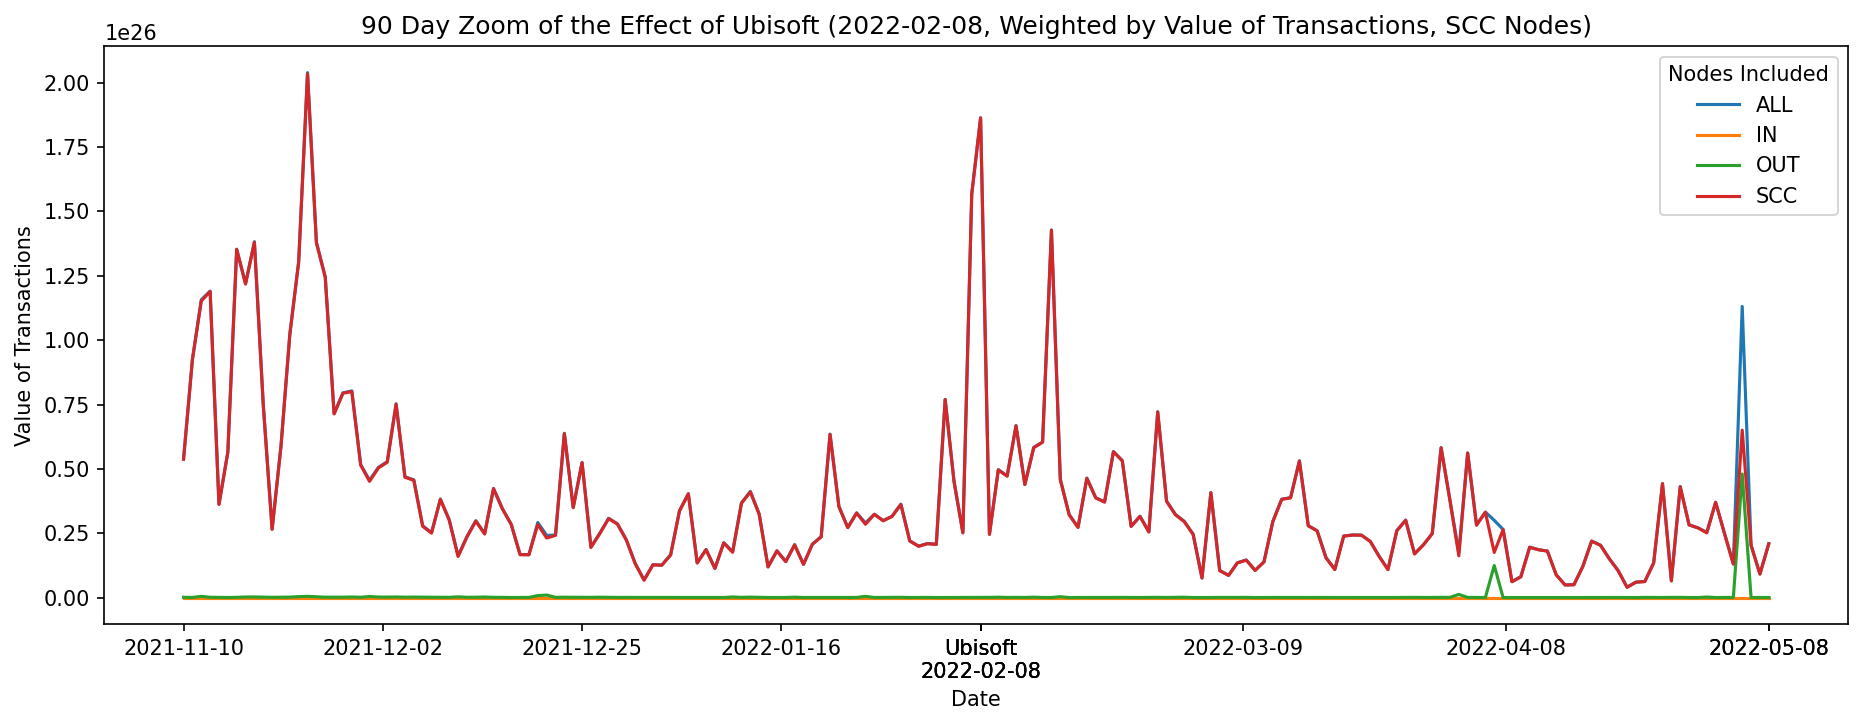 90 Day Zoom of the Effect of Ubisoft (2022-02-08, Weighted by Value of Transactions, SCC Nodes)
1e26
2.00
1.75
1.50
1.25
1.00
0.75
0.50
0.25
0.00
Value of Transactions
Nodes Included
ALL
IN
OUT
SCC
2021-11-10
2021-12-02
2021-12-25
2022-01-16
Ubisoft
2022-02-08
2022-03-09
2022-04-08
2022-05-08
Date